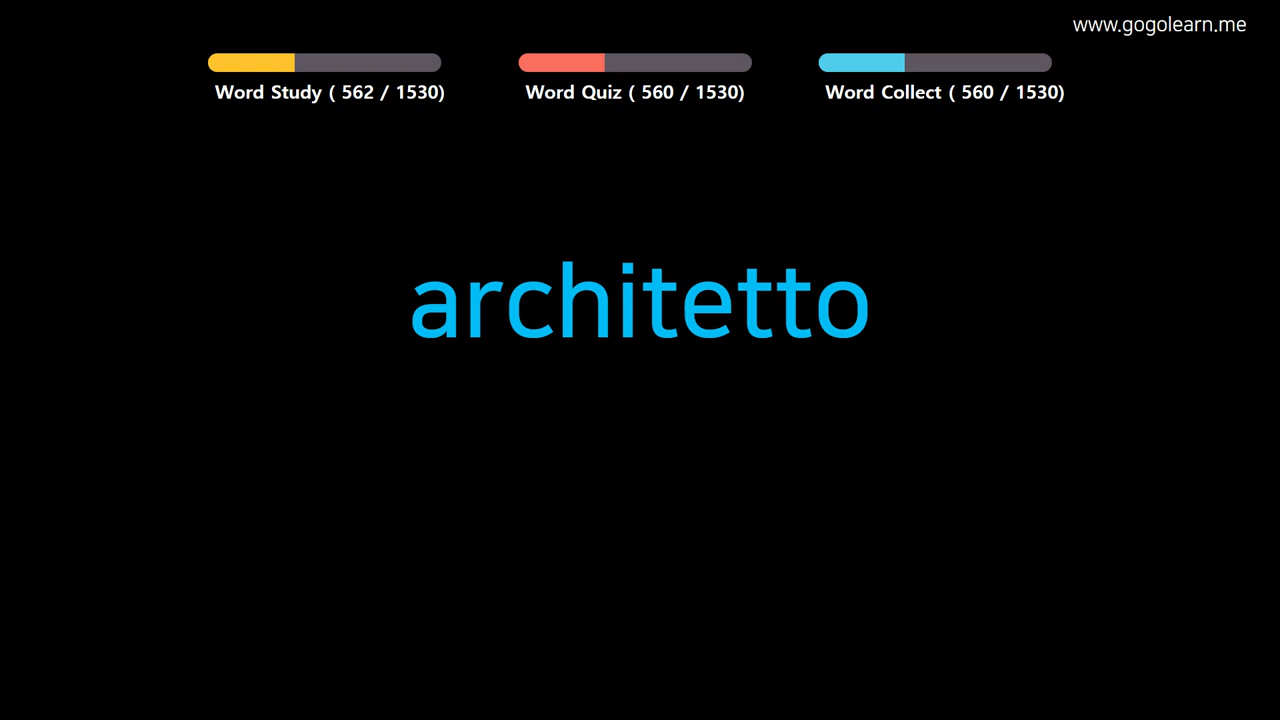 www.gogolearn.me
Word Study ( 562 / 1530)
Word Quiz ( 560 / 1530)
Word Collect ( 560 / 1530)
architetto